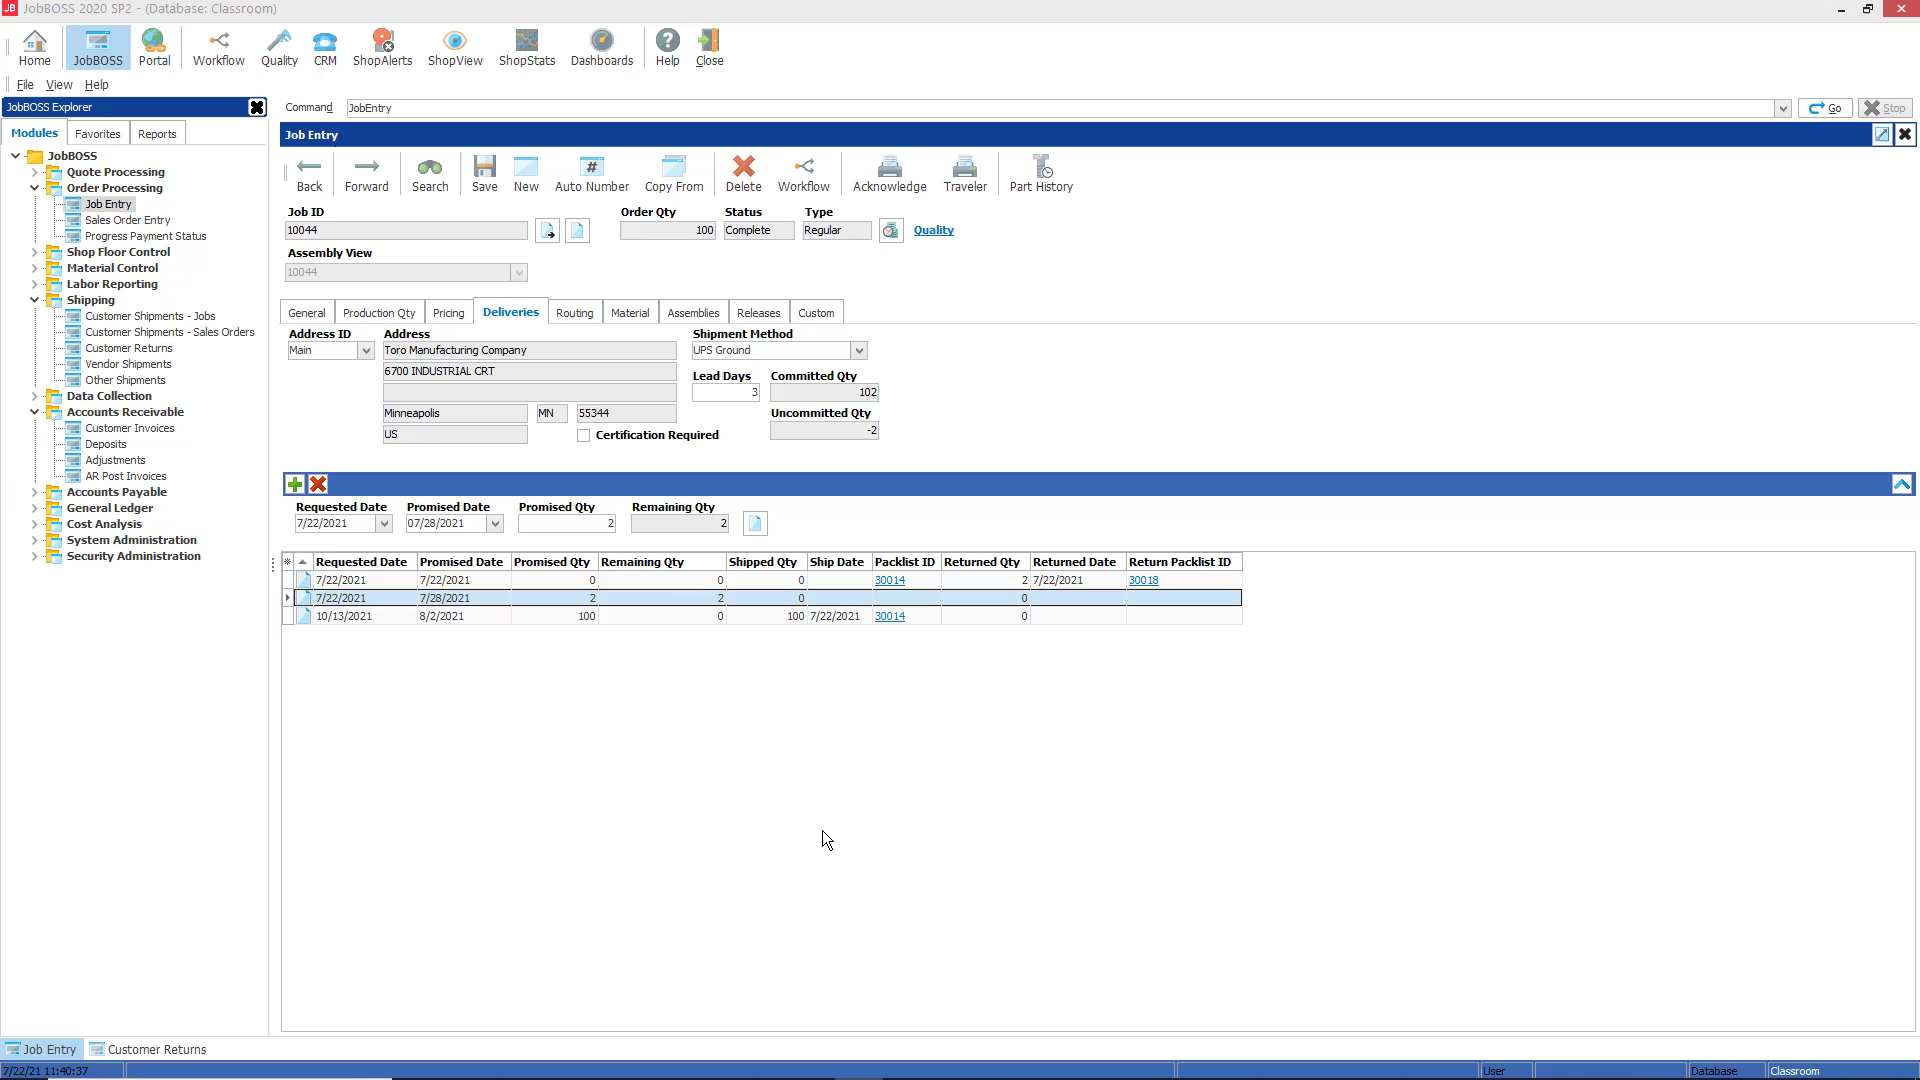 JB JobBOSS 2020 SP2 - (Database: Classroom)
Home JobBOSS Portal Workflow Quality CRM ShopAlerts ShopView ShopStats Dashboards Help Close
File View Help
JobBOSS Explorer
Modules Favorites Reports
JobBOSS
Quote Processing
Order Processing
Job Entry
Sales Order Entry
Progress Payment Status
Shop Floor Control
Material Control
Labor Reporting
Shipping
Customer Shipments - Jobs
Customer Shipments - Sales Orders
Customer Returns
Vendor Shipments
Other Shipments
Data Collection
Accounts Receivable
Customer Invoices
Deposits
Adjustments
AR Post Invoices
Accounts Payable
General Ledger
Cost Analysis
System Administration
Security Administration
Command JobEntry Go Stop
Job Entry
Back Forward Search Save New # Auto Number Copy From Delete Workflow Acknowledge Traveler Part History
Job ID Order Qty Status Type
10044 100 Complete Regular Quality
Assembly View
10044
General Production Qty Pricing Deliveries Routing Material Assemblies Releases Custom
Address ID Address Shipment Method
Main Toro Manufacturing Company UPS Ground
6700 INDUSTRIAL CRT
Lead Days Committed Qty
3 102
Minneapolis MN 55344 Uncommitted Qty
US Certification Required -2
Requested Date Promised Date Promised Qty Remaining Qty
7/22/2021 07/28/2021 2 2
Requested Date Promised Date Promised Qty Remaining Qty Shipped Qty Ship Date Packlist ID Returned Qty Returned Date Return Packlist ID
7/22/2021 7/22/2021 0 0 0 30014 2 7/22/2021 30018
7/22/2021 7/28/2021 2 2 0 0
10/13/2021 8/2/2021 100 0 100 7/22/2021 30014 0
Job Entry Customer Returns
7/22/21 11:40:37 User Database Classroom